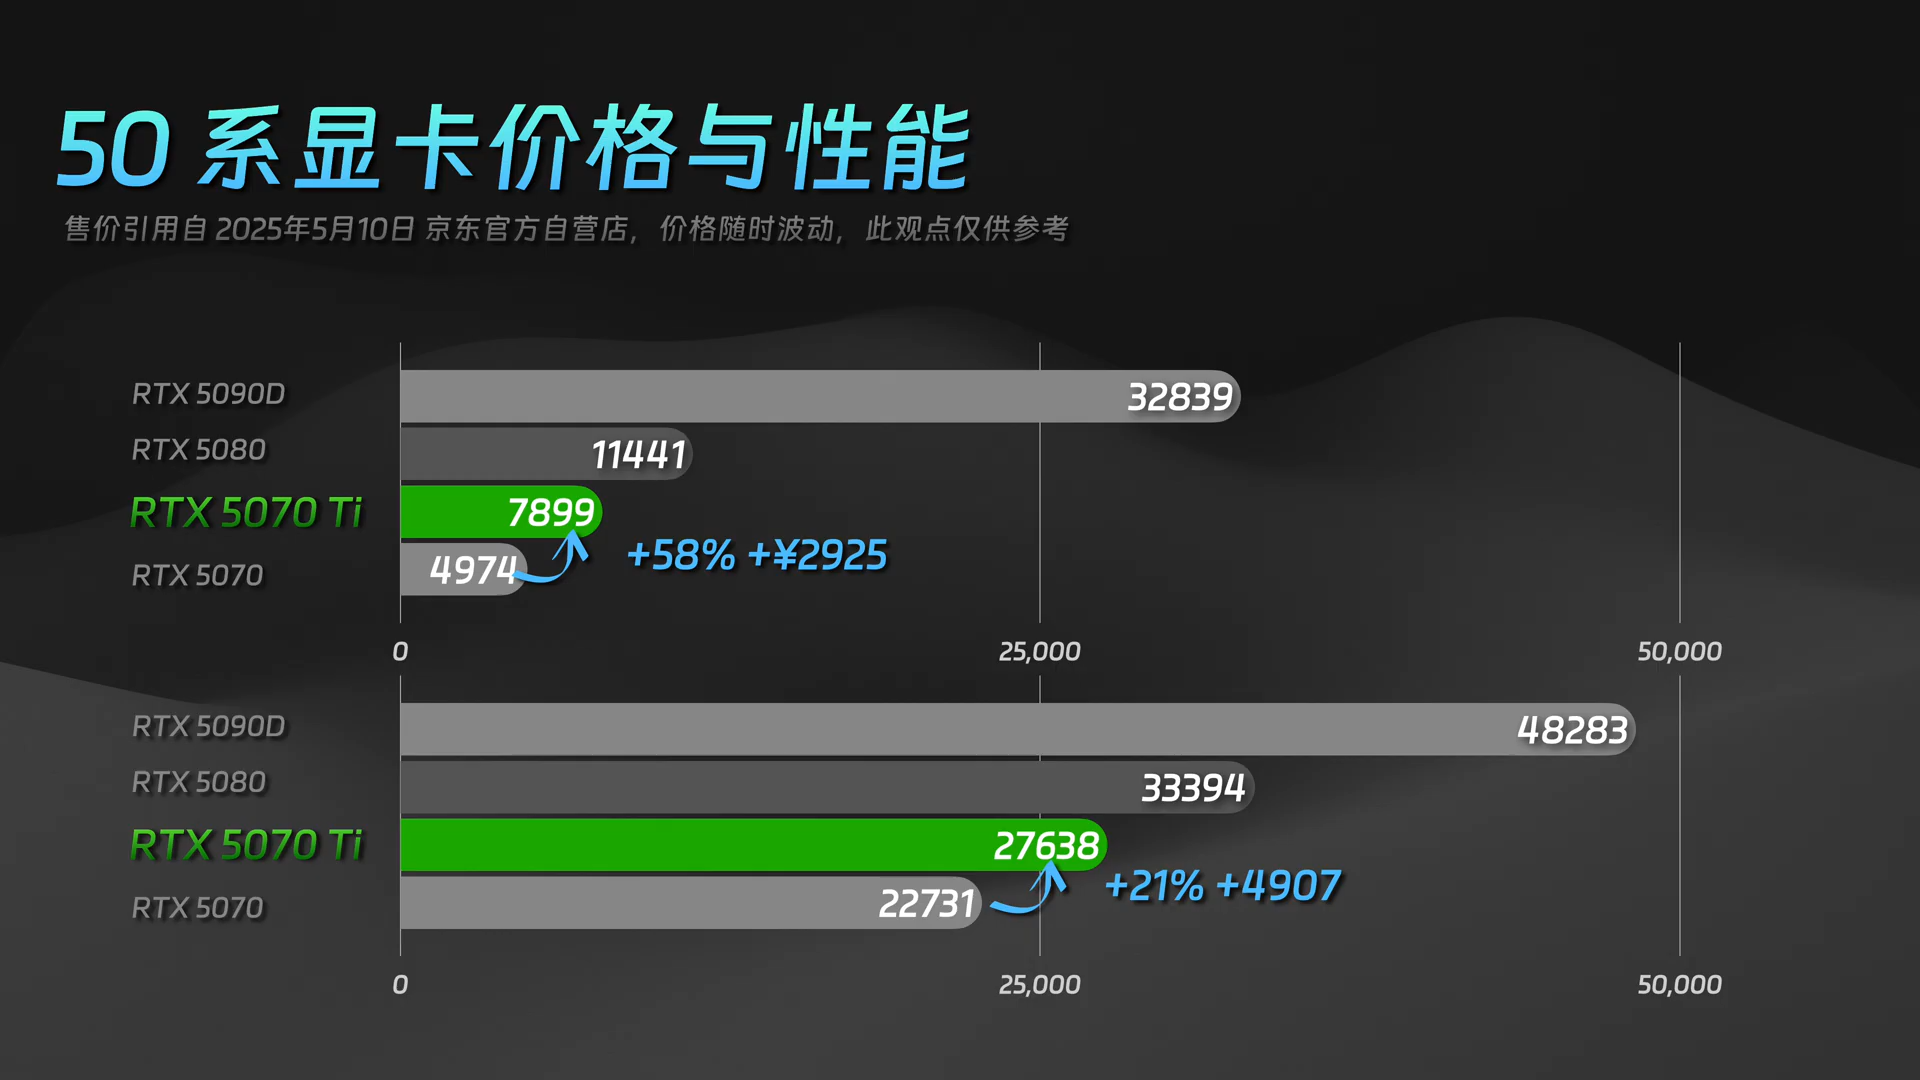 50 系显卡价格与性能
售价引用自 2025年5月10日 京东官方自营店，价格随时波动，此观点仅供参考
RTX 5090D 32839
RTX 5080 11441
RTX 5070 Ti 7899
+58% +¥2925
RTX 5070 4974
0 25,000 50,000
RTX 5090D 48283
RTX 5080 33394
RTX 5070 Ti 27638
+21% +4907
RTX 5070 22731
0 25,000 50,000